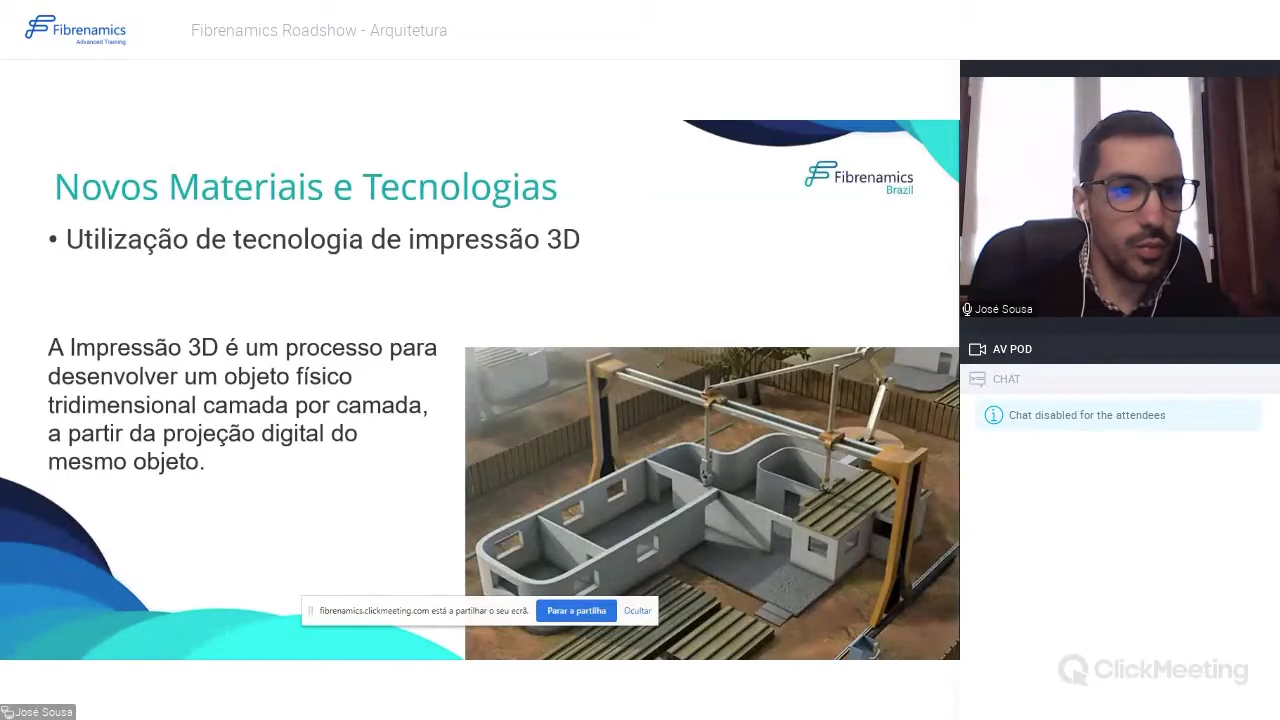 Fibrenamics
Advanced Training
Fibrenamics Roadshow - Arquitetura
Fibrenamics
Brazil
Novos Materiais e Tecnologias
• Utilização de tecnologia de impressão 3D
A Impressão 3D é um processo para
desenvolver um objeto físico
tridimensional camada por camada,
a partir da projeção digital do
mesmo objeto.
fibrenamics.clickmeeting.com está a partilhar o seu ecrã.
Parar a partilha
Ocultar
José Sousa
AV POD
CHAT
Chat disabled for the attendees
ClickMeeting
José Sousa